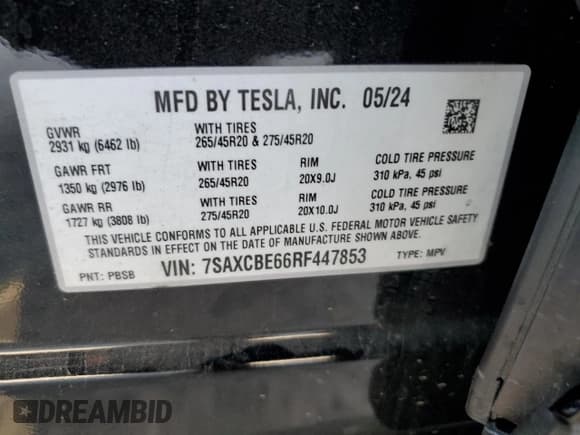 MFD BY TESLA, INC. 05/24
GVWR WITH TIRES
2931 kg (6462 lb) 265/45R20 & 275/45R20
GAWR FRT WITH TIRES RIM COLD TIRE PRESSURE
1350 kg (2976 lb) 265/45R20 20X9.0J 310 kPa, 45 psi
GAWR RR WITH TIRES RIM COLD TIRE PRESSURE
1727 kg (3808 lb) 275/45R20 20X10.0J 310 kPa, 45 psi
THIS VEHICLE CONFORMS TO ALL APPLICABLE U.S. FEDERAL MOTOR VEHICLE SAFETY
STANDARDS IN EFFECT ON THE DATE OF MANUFACTURE SHOWN ABOVE.
PNT: PBSB VIN: 7SAXCBE66RF447853 TYPE: MPV
DREAMBID